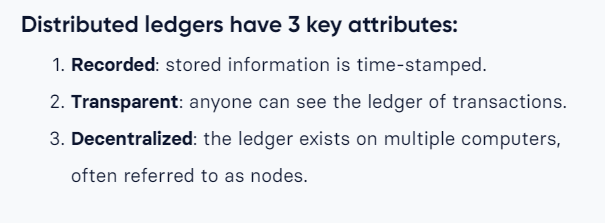 Distributed ledgers have 3 key attributes:
1. Recorded: stored information is time-stamped.
2. Transparent: anyone can see the ledger of transactions.
3. Decentralized: the ledger exists on multiple computers,
often referred to as nodes.